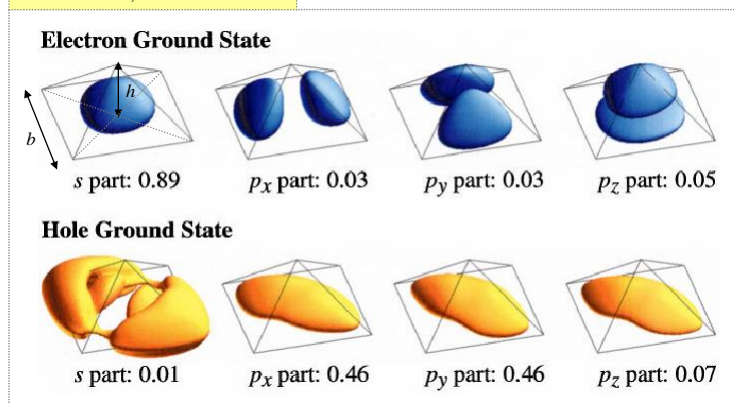 Electron Ground State
h
b
s part: 0.89 px part: 0.03 py part: 0.03 pz part: 0.05
Hole Ground State
s part: 0.01 px part: 0.46 py part: 0.46 pz part: 0.07